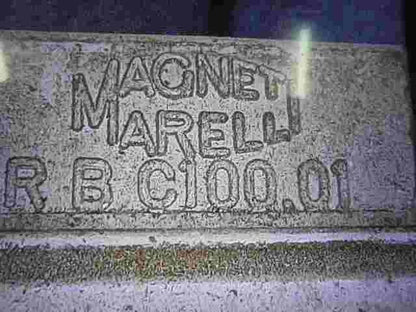 MAGNETI
MARELLI
R B C100.01